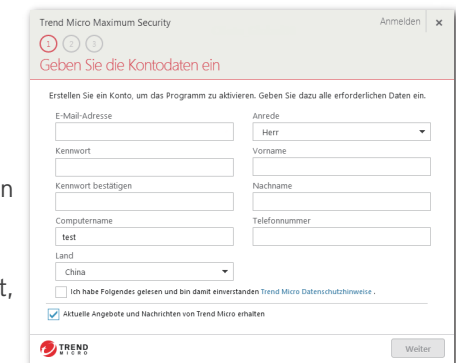 Trend Micro Maximum Security
Anmelden ×
1 2 3
Geben Sie die Kontodaten ein
Erstellen Sie ein Konto, um das Programm zu aktivieren. Geben Sie dazu alle erforderlichen Daten ein.
E-Mail-Adresse
Anrede
Herr
Kennwort
Vorname
Kennwort bestätigen
Nachname
n
Computername
Telefonnummer
test
Land
t,
China
Ich habe Folgendes gelesen und bin damit einverstanden Trend Micro Datenschutzhinweise .
Aktuelle Angebote und Nachrichten von Trend Micro erhalten
TREND
MICRO
Weiter